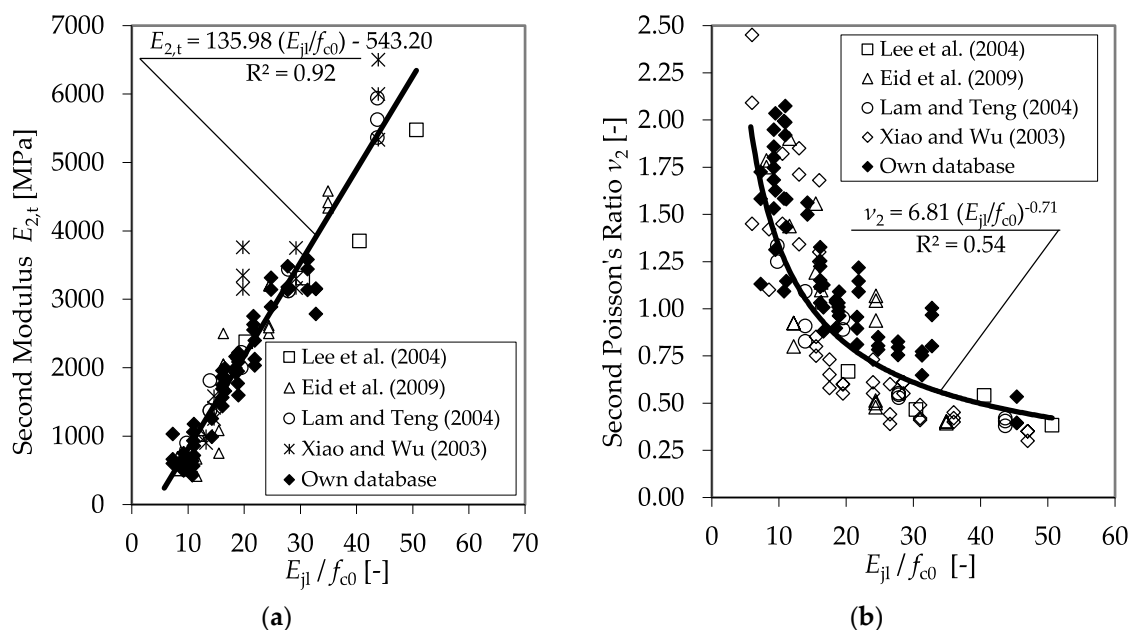 7000
6000
5000
4000
3000
2000
1000
0
Second Modulus E2,t [MPa]
E2,t = 135.98 (Ejl/fc0) - 543.20
R² = 0.92
Lee et al. (2004)
Eid et al. (2009)
Lam and Teng (2004)
Xiao and Wu (2003)
Own database
0 10 20 30 40 50 60 70
Ejl / fc0 [-]
(a)
2.50
2.25
2.00
1.75
1.50
1.25
1.00
0.75
0.50
0.25
0.00
Second Poisson's Ratio ν2 [-]
Lee et al. (2004)
Eid et al. (2009)
Lam and Teng (2004)
Xiao and Wu (2003)
Own database
ν2 = 6.81 (Ejl/fc0)-0.71
R² = 0.54
0 10 20 30 40 50 60
Ejl / fc0 [-]
(b)